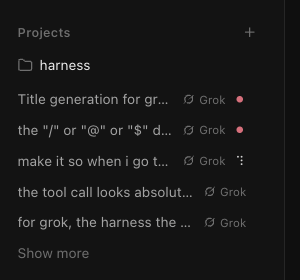 Projects +
harness
Title generation for gr... Grok
the "/" or "@" or "$" d... Grok
make it so when i go t... Grok
the tool call looks absolut... Grok
for grok, the harness the ... Grok
Show more